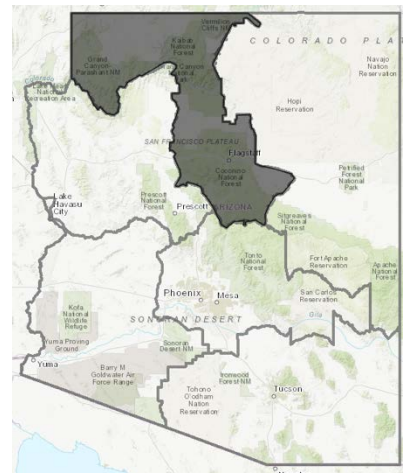 Vermilion
Cliffs NM
Kaibab
National
Forest
COLORADO PLAT
Grand
Canyon-
Parashant NM
Navajo
Nation
Reservation
Hopi
Reservation
Recreation Area
SAN FRANCISCO PLATEAU
Flagstaff
Coconino
National
Forest
Petrified
Forest
National
Park
Lake
Havasu
City
Prescott
National
Forest
Prescott
ARIZONA
Sitgreaves
National
Forest
Tonto
National
Forest
Fort Apache
Reservation
Apache
National
Forest
Phoenix
Mesa
San Carlos
Reservation
Kofa
National
Wildlife
Refuge
SONORAN DESERT
Gila
Yuma Proving
Ground
Sonoran
Desert NM
Yuma
Barry M
Goldwater Air
Force Range
Ironwood
Forest NM
Tohono
O'odham
Nation
Reservation
Tucson